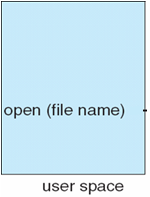 open (file name)
user space